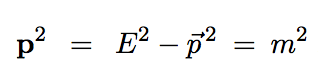 𝐩² = E² − p⃗² = m²